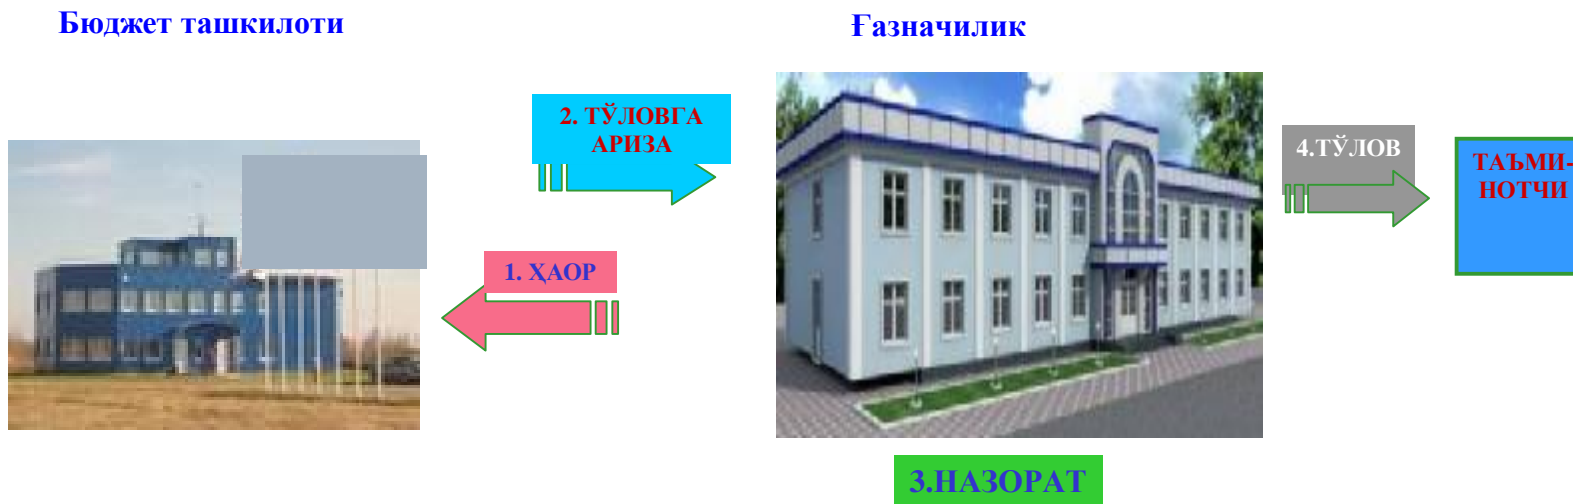 Бюджет ташкилоти
Ғазначилик
2. ТЎЛОВГА
АРИЗА
4.ТЎЛОВ
ТАЪМИ-
НОТЧИ
1. ҲАОР
3.НАЗОРАТ